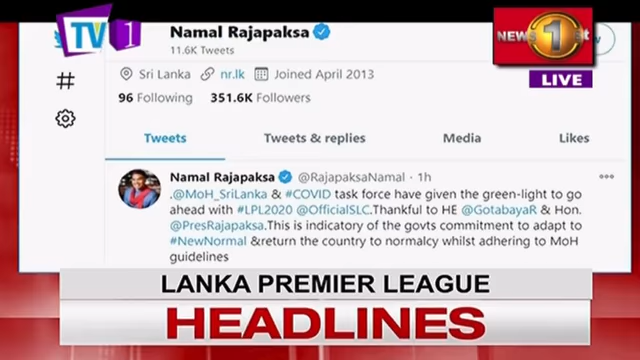 TV 1
NEWS 1st
LIVE
Namal Rajapaksa
11.6K Tweets
Sri Lanka nr.lk Joined April 2013
96 Following 351.6K Followers
Tweets Tweets & replies Media Likes
Namal Rajapaksa @RajapaksaNamal · 1h
.@MoH_SriLanka & #COVID task force have given the green-light to go
ahead with #LPL2020 @OfficialSLC.Thankful to HE @GotabayaR & Hon.
@PresRajapaksa.This is indicatory of the govts commitment to adapt to
#NewNormal &return the country to normalcy whilst adhering to MoH
guidelines
LANKA PREMIER LEAGUE
HEADLINES